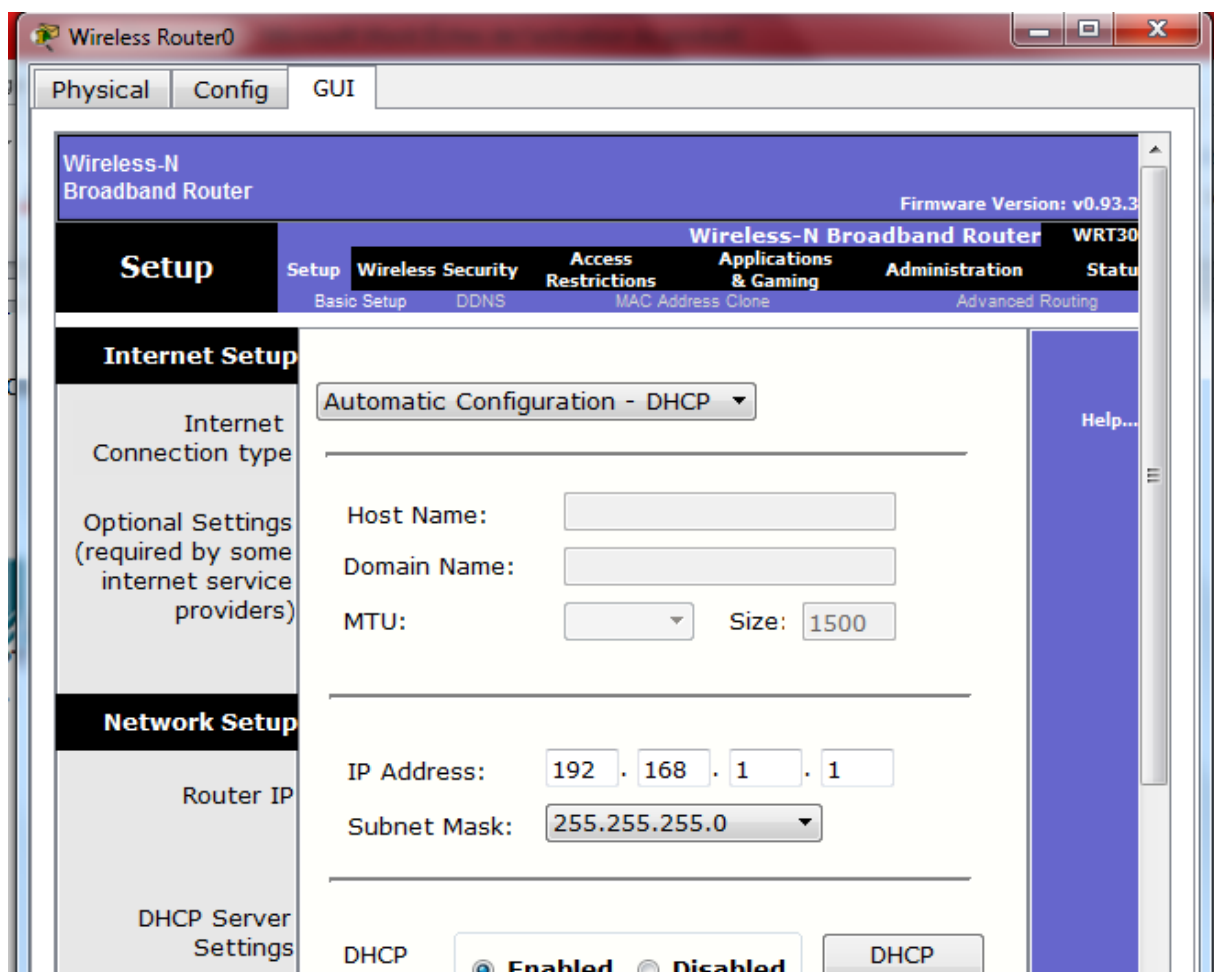 Wireless Router0
Physical Config GUI
Wireless-N
Broadband Router
Firmware Version: v0.93.3
Wireless-N Broadband Router WRT30
Setup
Setup Wireless Security Access Restrictions Applications & Gaming Administration Statu
Basic Setup DDNS MAC Address Clone Advanced Routing
Internet Setup
Automatic Configuration - DHCP
Internet
Connection type
Help...
Optional Settings
(required by some
internet service
providers)
Host Name:
Domain Name:
MTU: Size: 1500
Network Setup
Router IP
IP Address: 192 . 168 . 1 . 1
Subnet Mask: 255.255.255.0
DHCP Server
Settings
DHCP Enabled Disabled DHCP